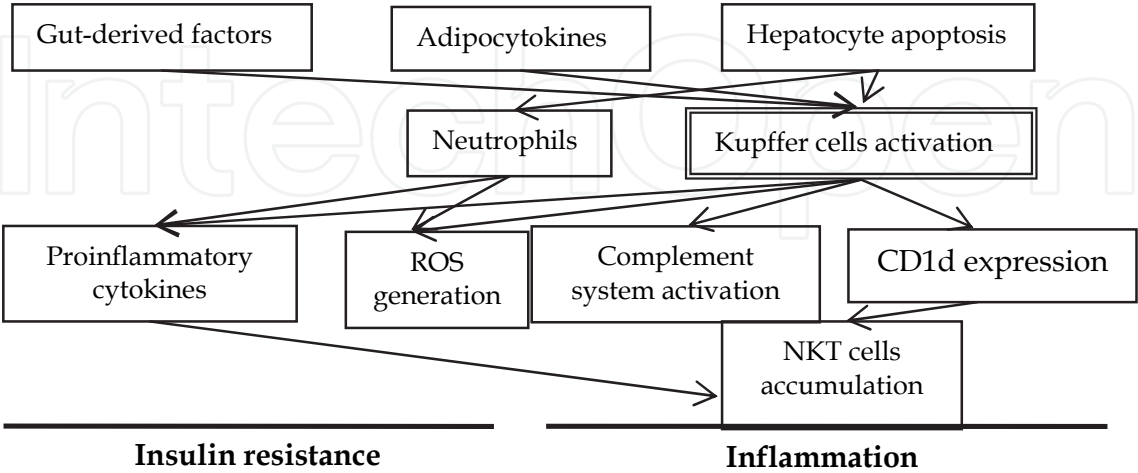 IntechOpen
Gut-derived factors
Adipocytokines
Hepatocyte apoptosis
Neutrophils
Kupffer cells activation
Proinflammatory
cytokines
ROS
generation
Complement
system activation
CD1d expression
NKT cells
accumulation
Insulin resistance
Inflammation